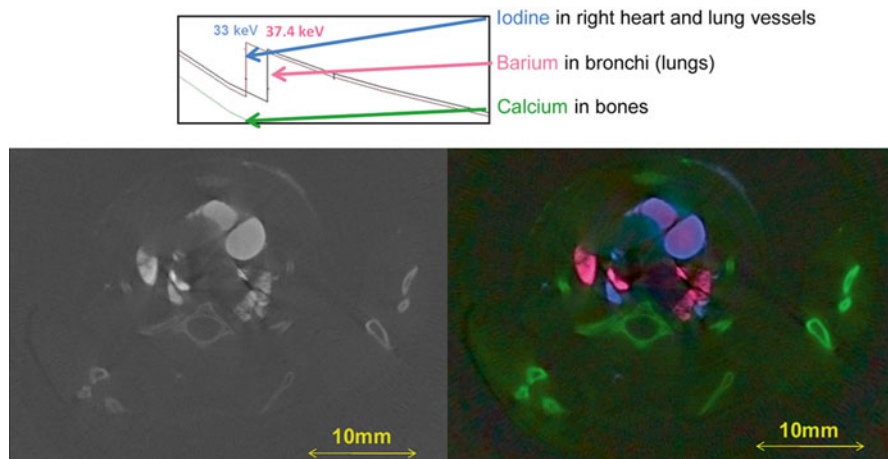 33 keV 37.4 keV
Iodine in right heart and lung vessels
Barium in bronchi (lungs)
Calcium in bones
10mm
10mm